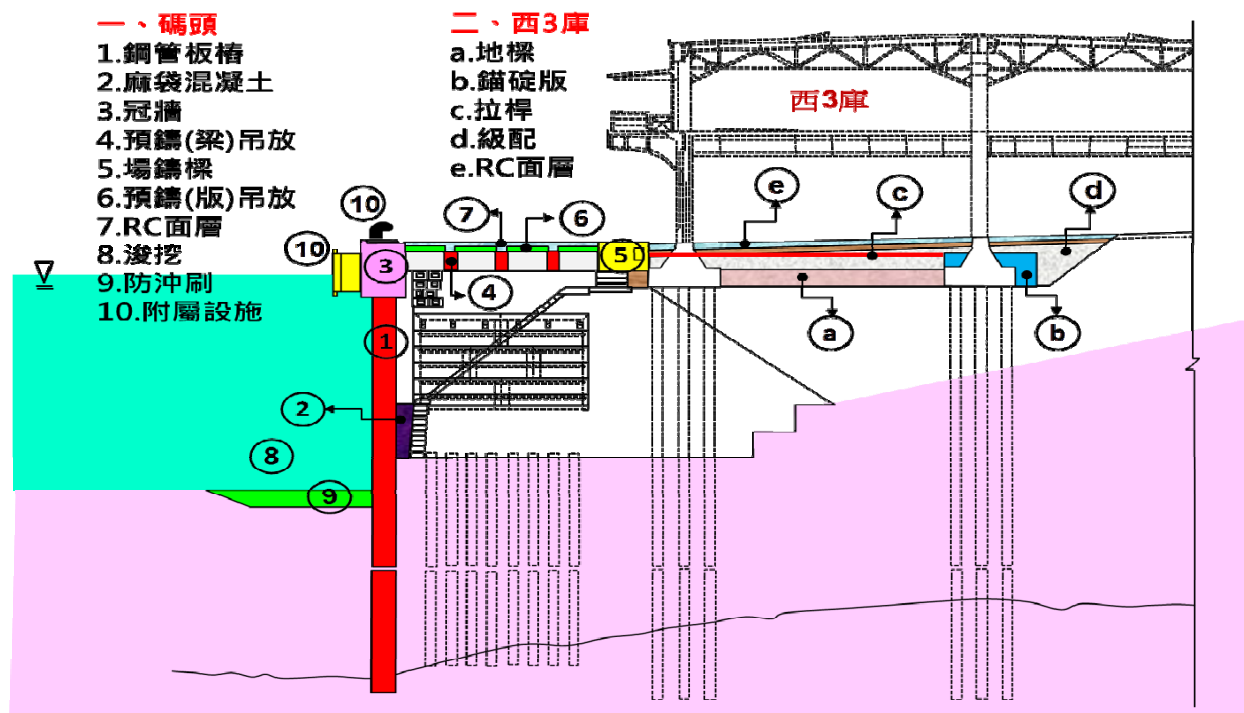 一、碼頭
1.鋼管板樁
2.麻袋混凝土
3.冠牆
4.預鑄(梁)吊放
5.場鑄樑
6.預鑄(版)吊放
7.RC面層
8.浚挖
9.防沖刷
10.附屬設施
二、西3庫
a.地樑
b.錨碇版
c.拉桿
d.級配
e.RC面層
西3庫
e
c
d
10
7
6
10
3
5
4
a
b
1
2
8
9